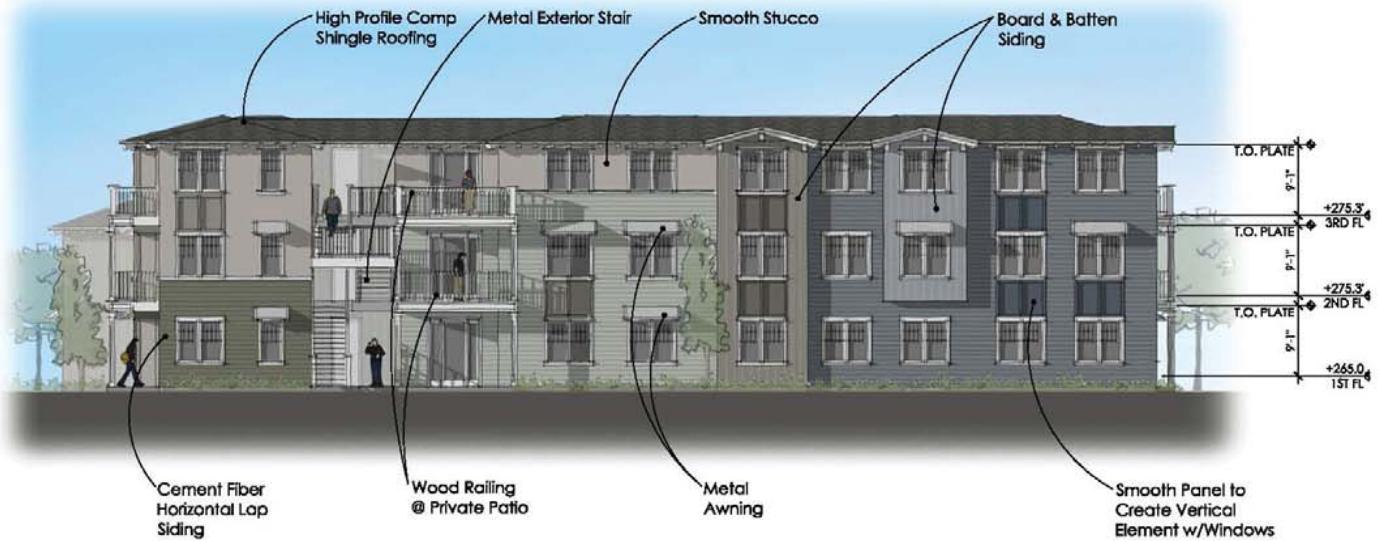 High Profile Comp
Shingle Roofing
Metal Exterior Stair
Smooth Stucco
Board & Batten
Siding
T.O. PLATE
9'-1"
+275.3'
3RD FL
T.O. PLATE
9'-1"
+275.3'
2ND FL
T.O. PLATE
9'-1"
+265.0
1ST FL
Cement Fiber
Horizontal Lap
Siding
Wood Railing
@ Private Patio
Metal
Awning
Smooth Panel to
Create Vertical
Element w/Windows